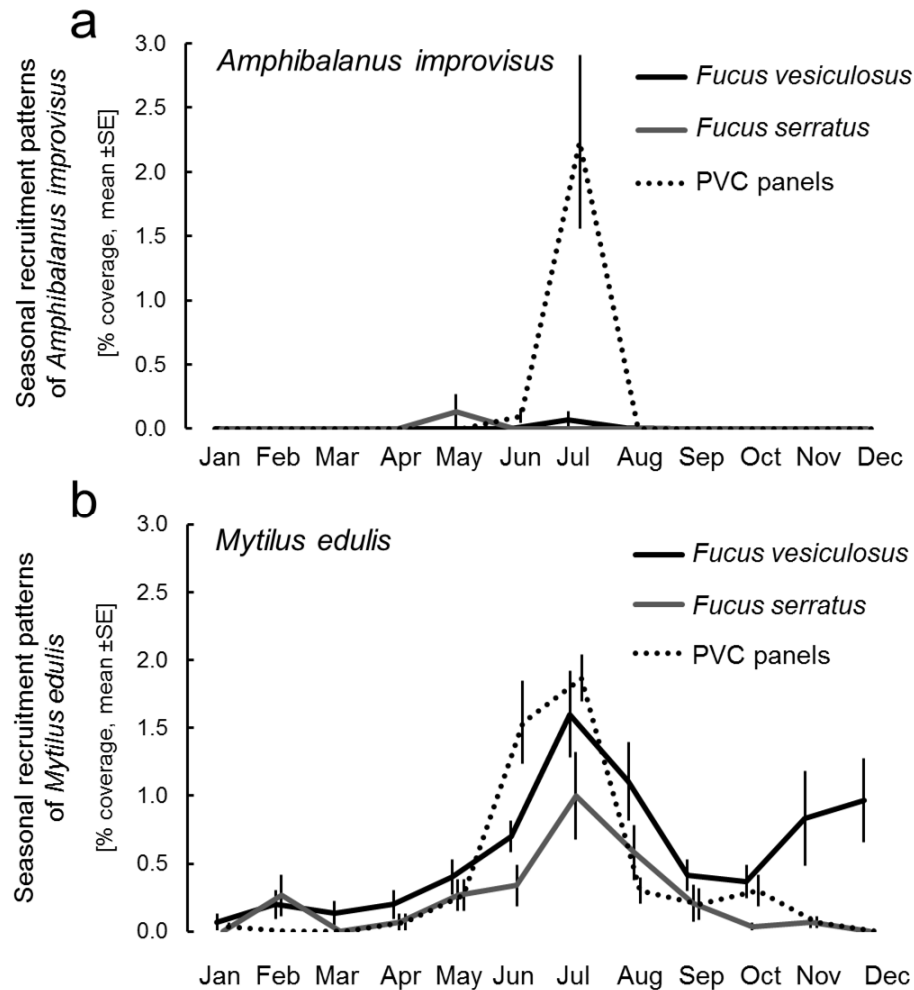 a
Seasonal recruitment patterns
of Amphibalanus improvisus
[% coverage, mean ±SE]
3.0
2.5
2.0
1.5
1.0
0.5
0.0
Amphibalanus improvisus
Fucus vesiculosus
Fucus serratus
PVC panels
Jan Feb Mar Apr May Jun Jul Aug Sep Oct Nov Dec
b
Seasonal recruitment patterns
of Mytilus edulis
[% coverage, mean ±SE]
3.0
2.5
2.0
1.5
1.0
0.5
0.0
Mytilus edulis
Fucus vesiculosus
Fucus serratus
PVC panels
Jan Feb Mar Apr May Jun Jul Aug Sep Oct Nov Dec